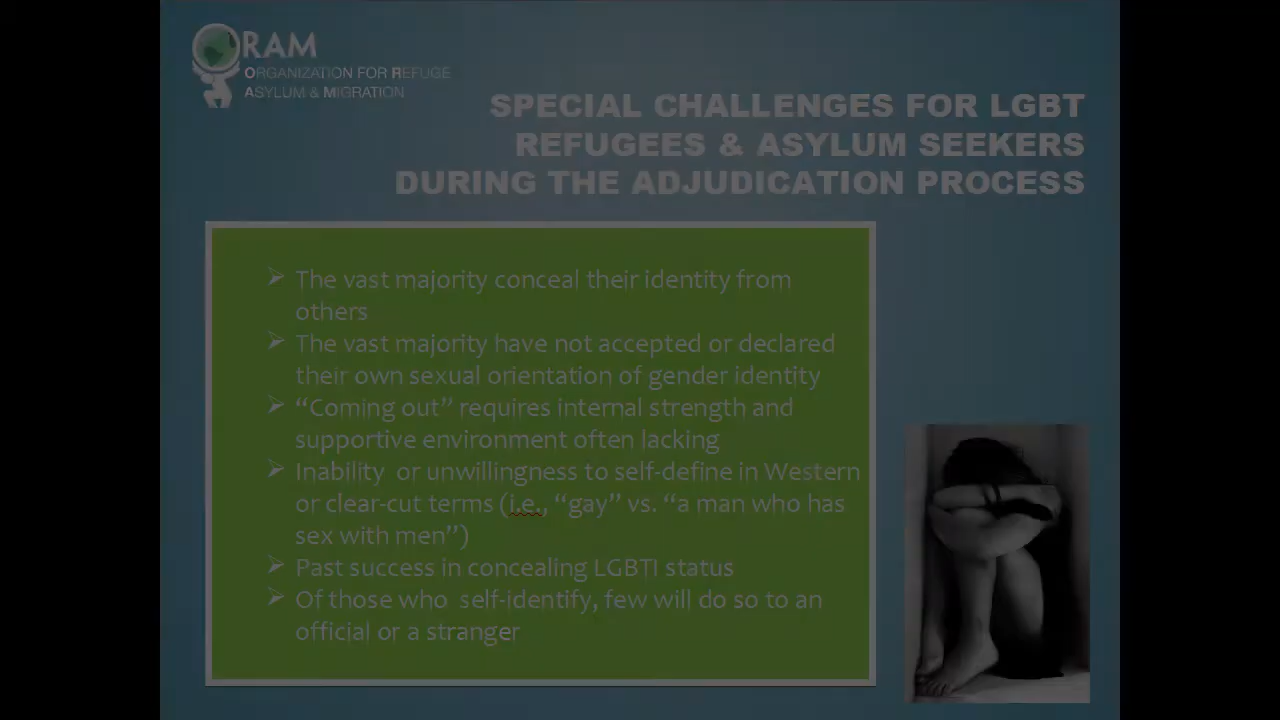 ORAM
ORGANIZATION FOR REFUGE
ASYLUM & MIGRATION
SPECIAL CHALLENGES FOR LGBT
REFUGEES & ASYLUM SEEKERS
DURING THE ADJUDICATION PROCESS
➢ The vast majority conceal their identity from
others
➢ The vast majority have not accepted or declared
their own sexual orientation of gender identity
➢ “Coming out” requires internal strength and
supportive environment often lacking
➢ Inability or unwillingness to self-define in Western
or clear-cut terms (i.e., “gay” vs. “a man who has
sex with men”)
➢ Past success in concealing LGBTI status
➢ Of those who self-identify, few will do so to an
official or a stranger